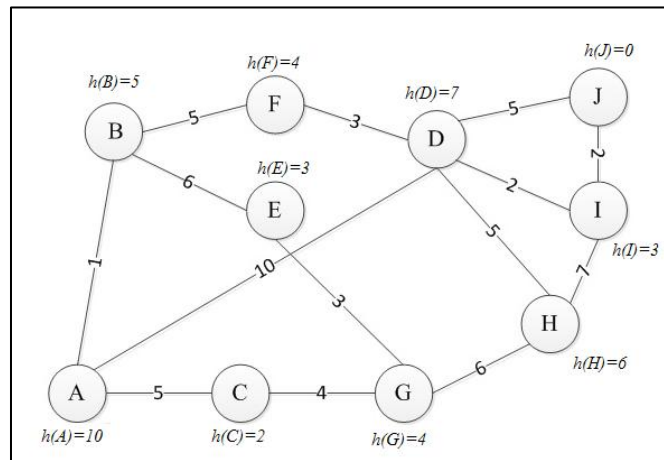 h(J)=0
h(F)=4
h(B)=5
h(D)=7
J
F
5
B
5
3
D
2
h(E)=3
6
2
E
I
5
h(I)=3
1
10
7
3
H
6
h(H)=6
A
5
C
4
G
h(A)=10
h(C)=2
h(G)=4